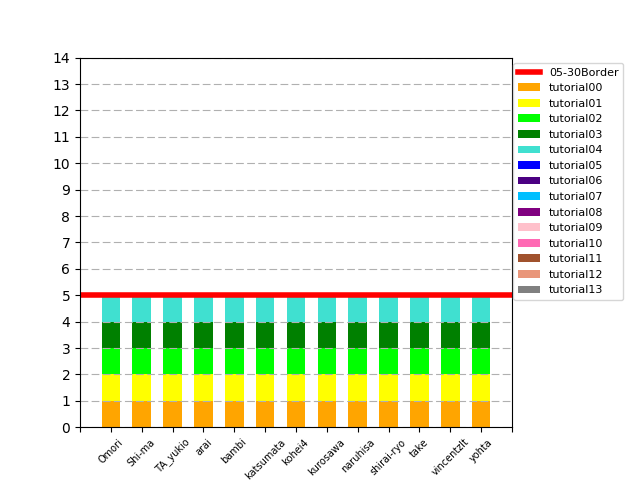 14
13
12
11
10
9
8
7
6
5
4
3
2
1
0
Omori
Shi-ma
TA_yukio
arai
bambi
katsumata
kohei4
kurosawa
naruhisa
shirai-ryo
take
vincentzlt
yohta
05-30Border
tutorial00
tutorial01
tutorial02
tutorial03
tutorial04
tutorial05
tutorial06
tutorial07
tutorial08
tutorial09
tutorial10
tutorial11
tutorial12
tutorial13